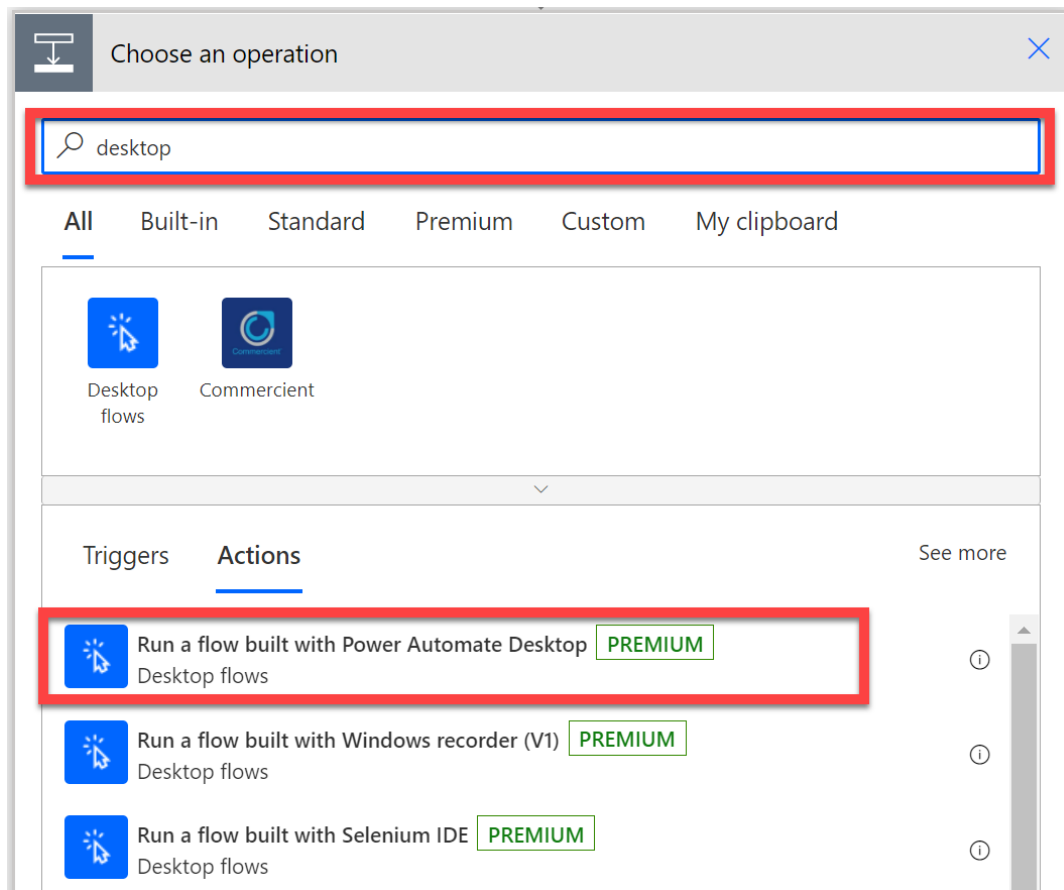 Choose an operation
desktop
All Built-in Standard Premium Custom My clipboard
Commercient
Desktop flows
Commercient
Triggers Actions See more
Run a flow built with Power Automate Desktop PREMIUM
Desktop flows
Run a flow built with Windows recorder (V1) PREMIUM
Desktop flows
Run a flow built with Selenium IDE PREMIUM
Desktop flows